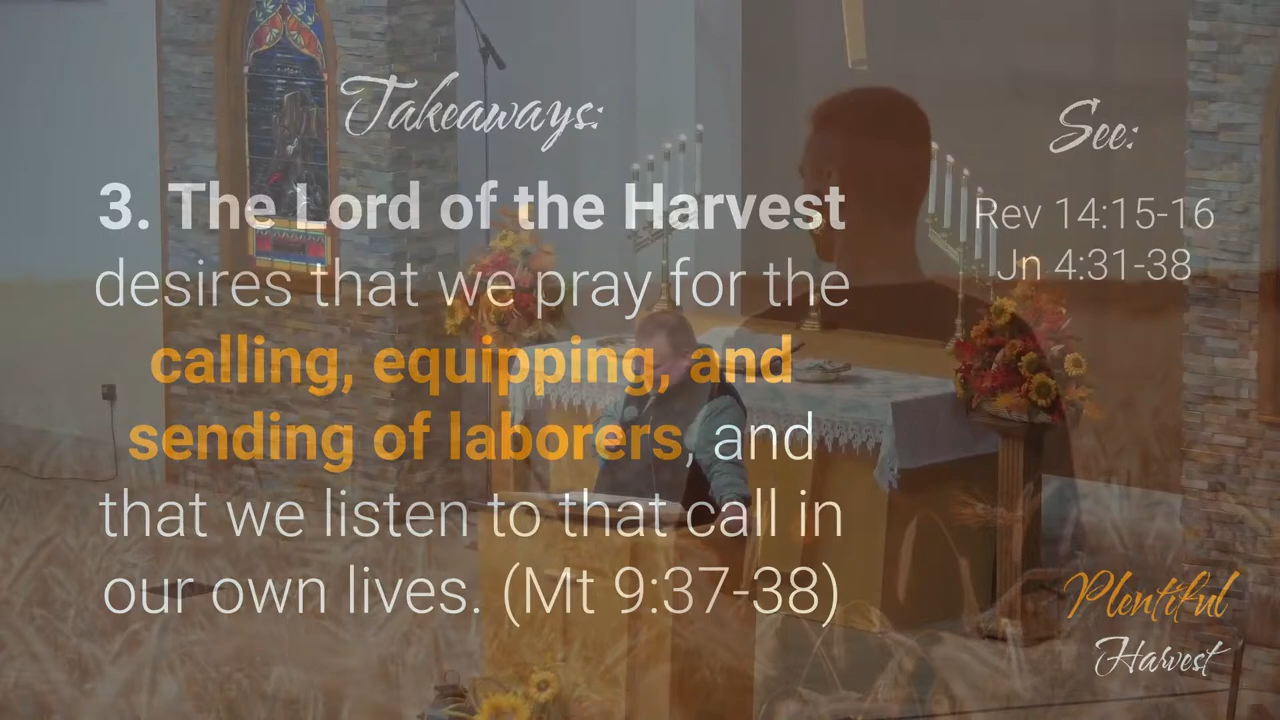 Takeaways:
3. The Lord of the Harvest
desires that we pray for the
calling, equipping, and
sending of laborers, and
that we listen to that call in
our own lives. (Mt 9:37-38)
See:
Rev 14:15-16
Jn 4:31-38
Plentiful
Harvest